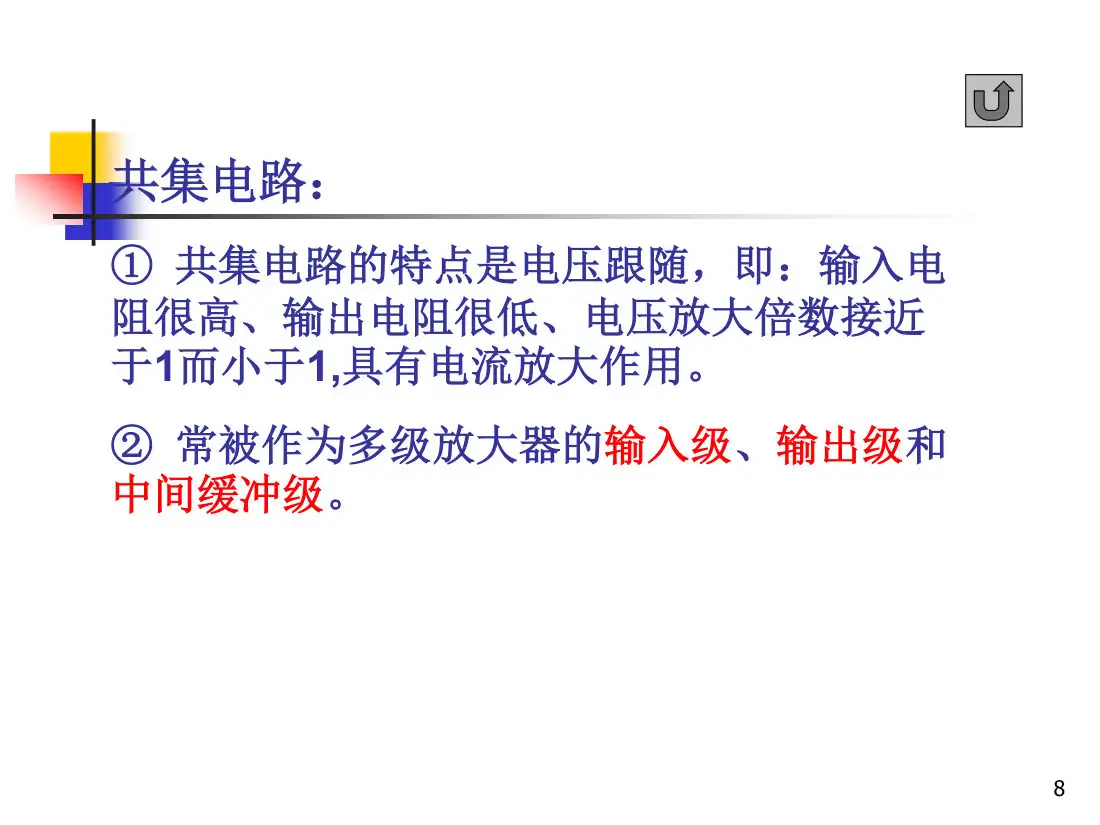 共集电路：
① 共集电路的特点是电压跟随，即：输入电
阻很高、输出电阻很低、电压放大倍数接近
于1而小于1,具有电流放大作用。
② 常被作为多级放大器的输入级、输出级和
中间缓冲级。
8